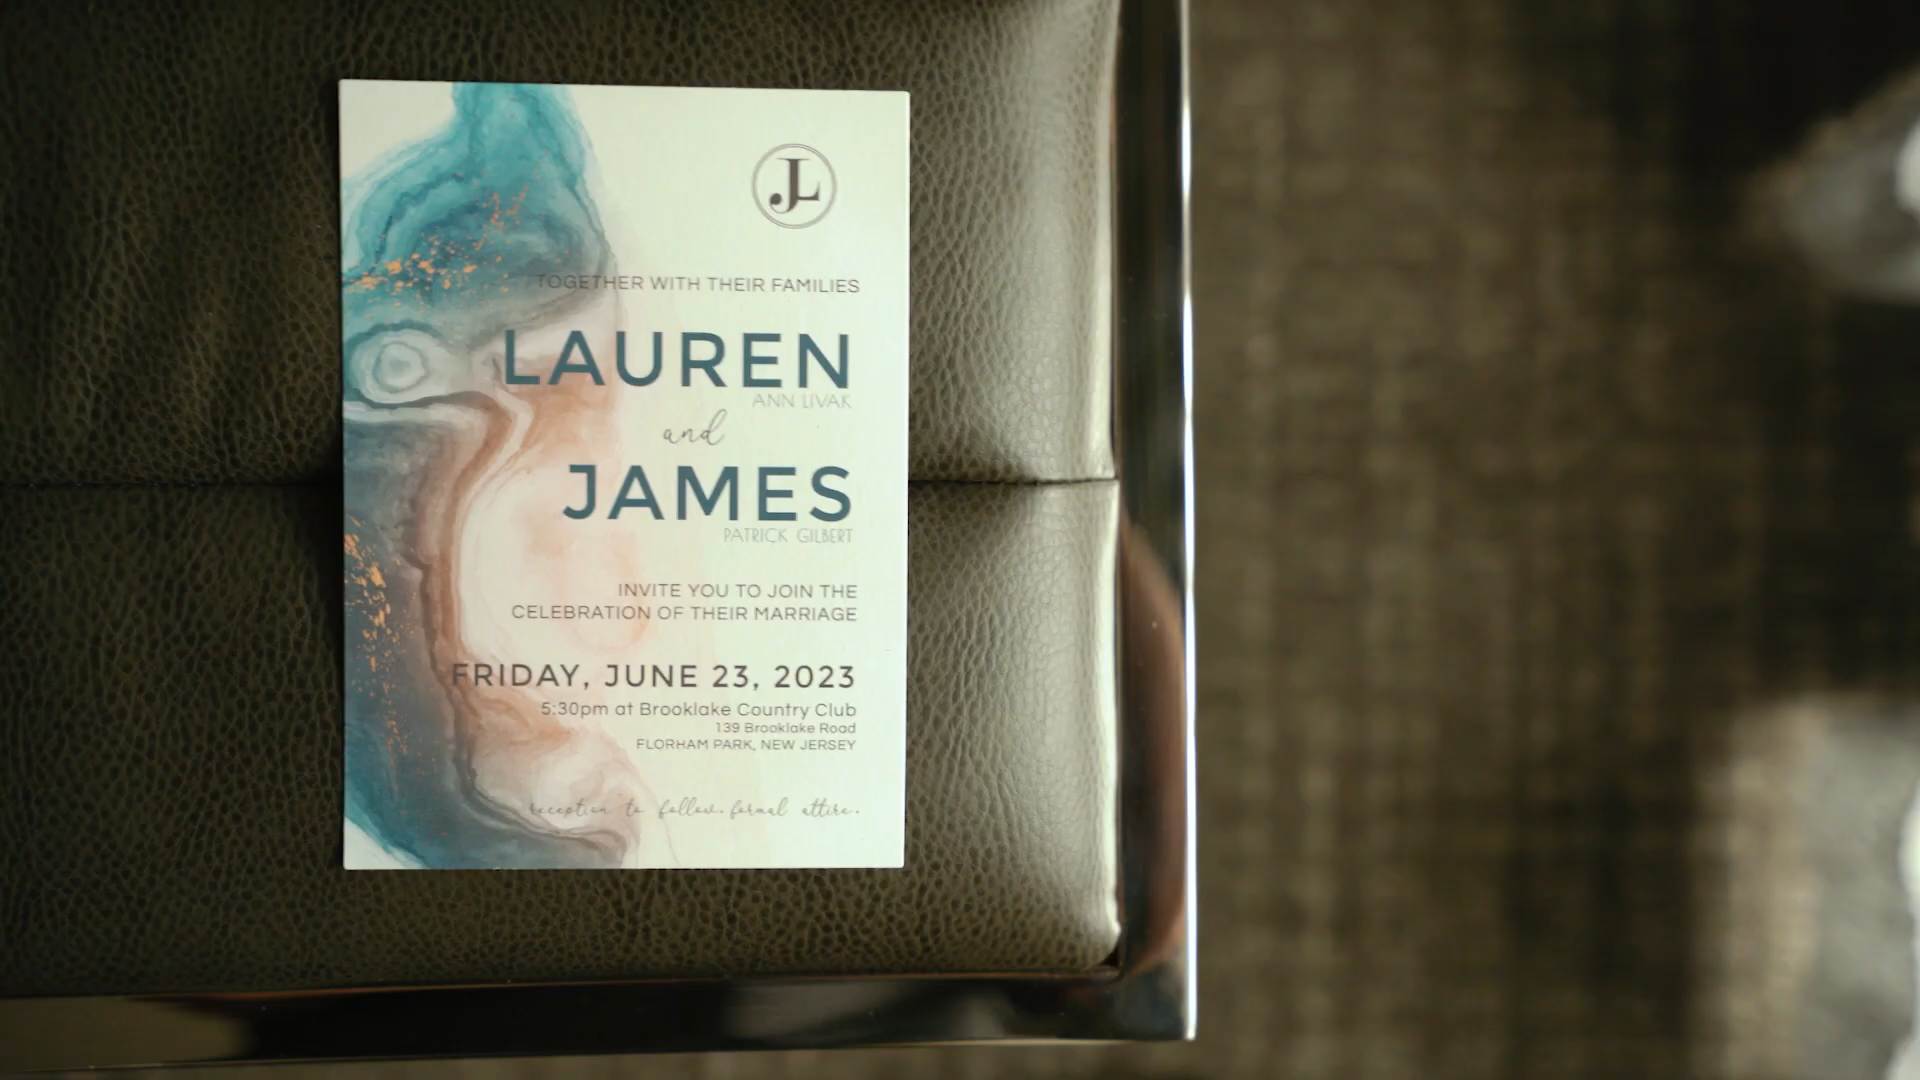 JL
TOGETHER WITH THEIR FAMILIES
LAUREN
ANN LIVAK
and
JAMES
PATRICK GILBERT
INVITE YOU TO JOIN THE
CELEBRATION OF THEIR MARRIAGE
FRIDAY, JUNE 23, 2023
5:30pm at Brooklake Country Club
139 Brooklake Road
FLORHAM PARK, NEW JERSEY
reception to follow. formal attire.